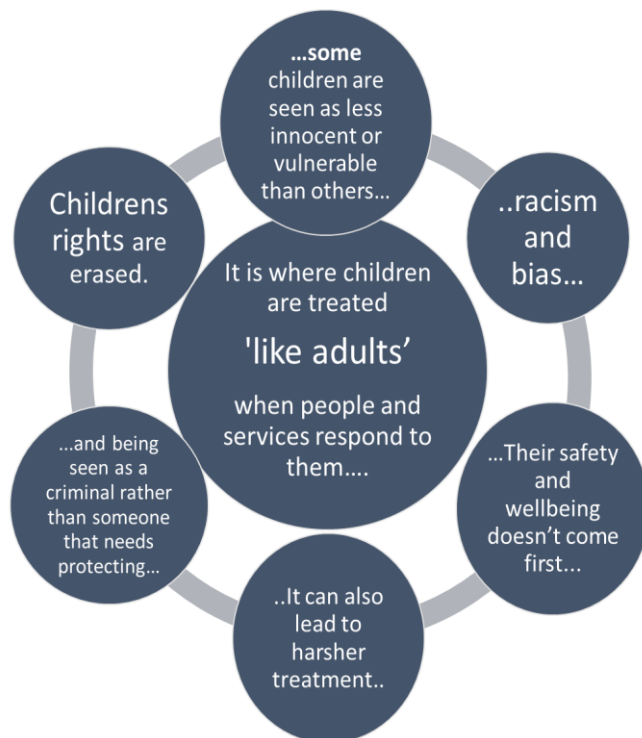 ...some
children are
seen as less
innocent or
vulnerable
than others...
..racism
and
bias...
...Their safety
and
wellbeing
doesn't come
first...
..It can also
lead to
harsher
treatment..
...and being
seen as a
criminal rather
than someone
that needs
protecting...
Childrens
rights are
erased.
It is where children
are treated
'like adults’
when people and
services respond to
them....